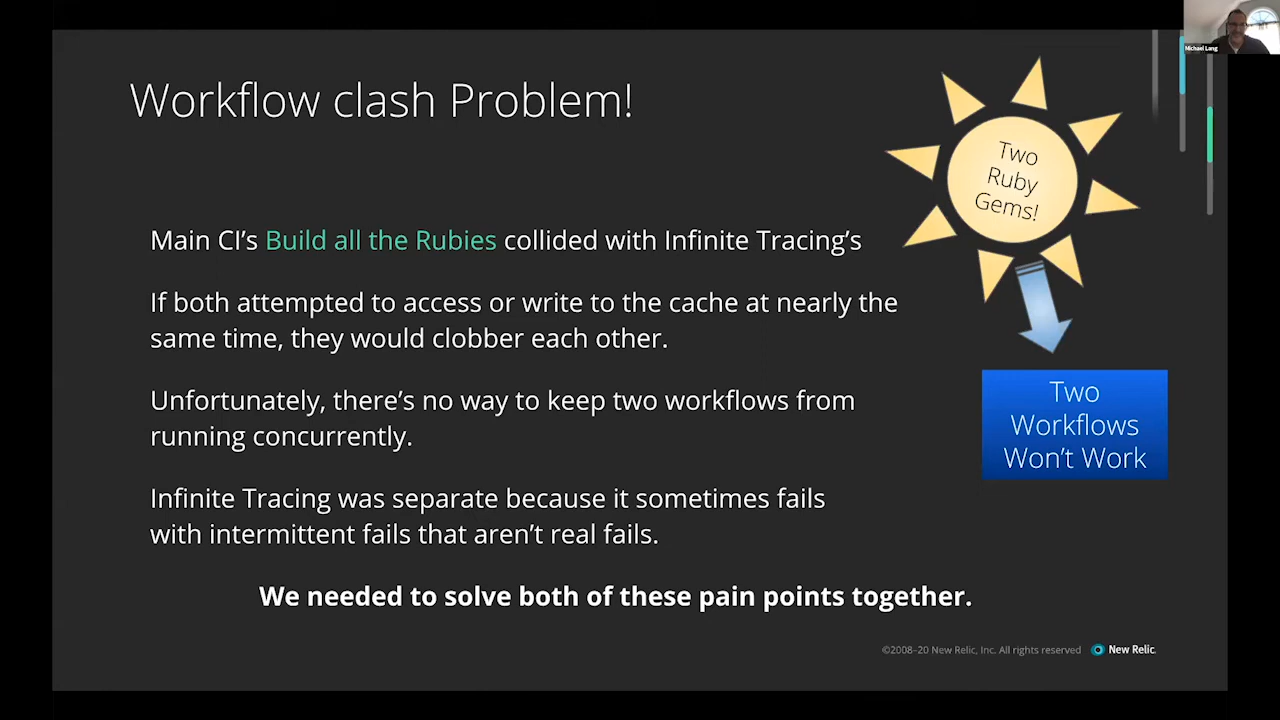 Michael Lang
Workflow clash Problem!
Two
Ruby
Gems!
Main CI’s Build all the Rubies collided with Infinite Tracing’s
If both attempted to access or write to the cache at nearly the
same time, they would clobber each other.
Unfortunately, there’s no way to keep two workflows from
running concurrently.
Two
Workflows
Won’t Work
Infinite Tracing was separate because it sometimes fails
with intermittent fails that aren’t real fails.
We needed to solve both of these pain points together.
©2008–20 New Relic, Inc. All rights reserved
New Relic.